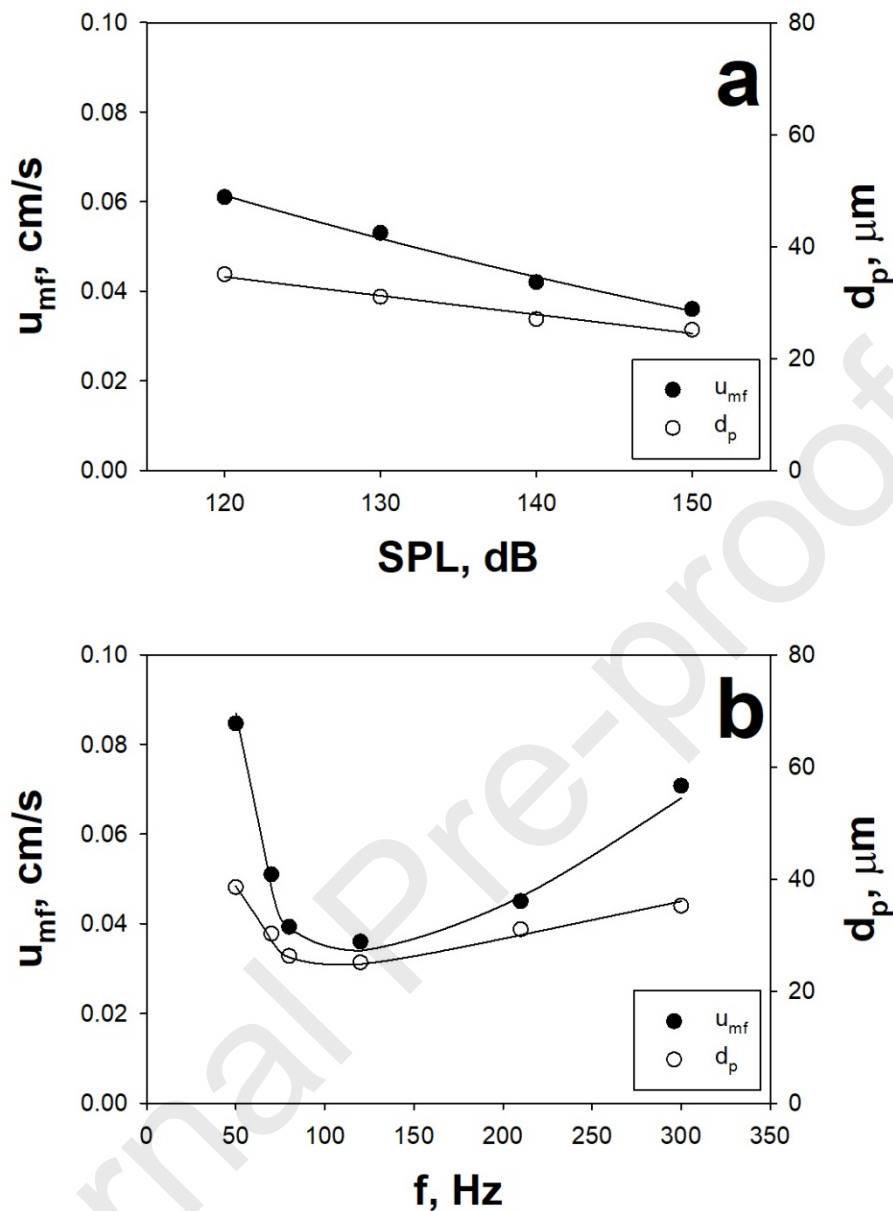 a
0.10
0.08
0.06
0.04
0.02
0.00
u_mf, cm/s
80
60
40
20
0
d_p, μm
u_mf
d_p
120 130 140 150
SPL, dB
b
0.10
0.08
0.06
0.04
0.02
0.00
u_mf, cm/s
80
60
40
20
0
d_p, μm
u_mf
d_p
0 50 100 150 200 250 300 350
f, Hz
rnal Pre-proof